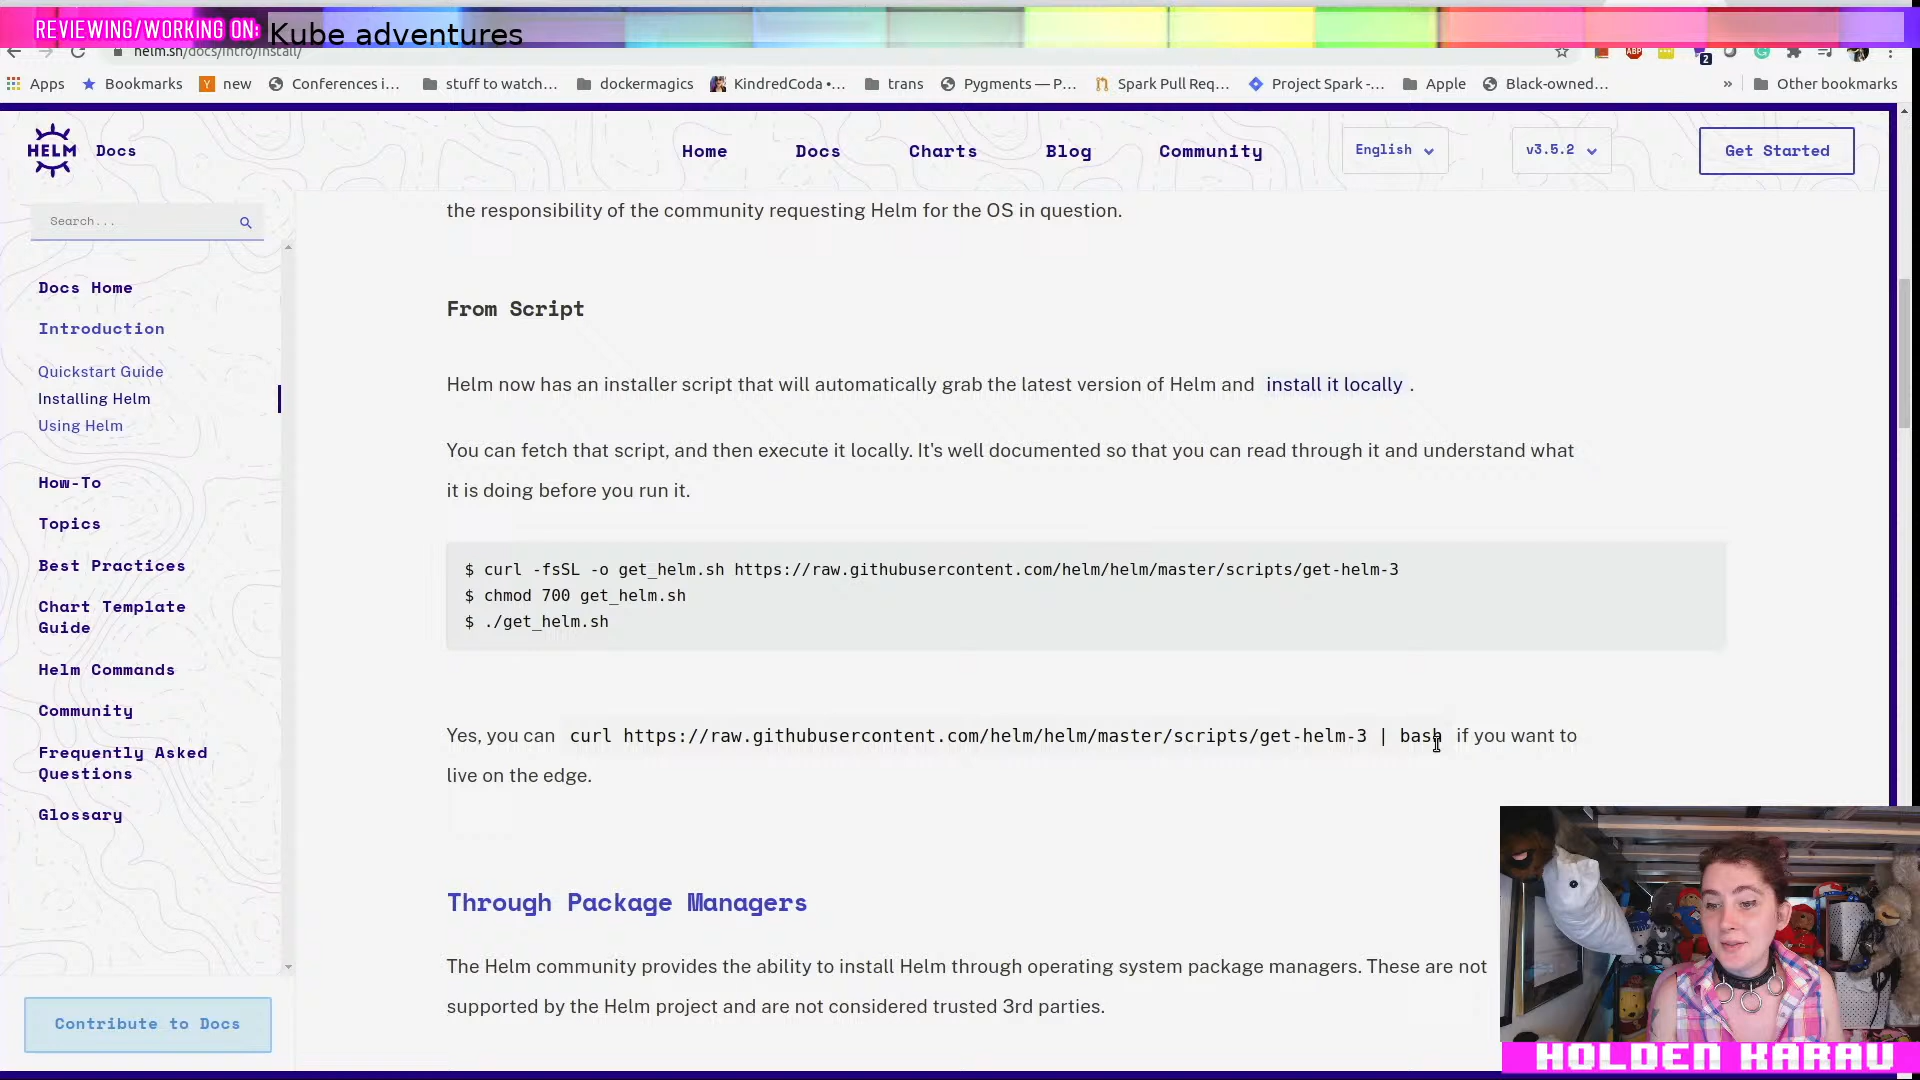 REVIEWING/WORKING ON: Kube adventures
helm.sh/docs/intro/install/
2
Apps Bookmarks new Conferences i... stuff to watch... dockermagics KindredCoda •... trans Pygments — P... Spark Pull Req... Project Spark -... Apple Black-owned... » Other bookmarks
HELM Docs Home Docs Charts Blog Community English v3.5.2 Get Started
Search...
Docs Home
Introduction
Quickstart Guide
Installing Helm
Using Helm
How-To
Topics
Best Practices
Chart Template
Guide
Helm Commands
Community
Frequently Asked
Questions
Glossary
Contribute to Docs
the responsibility of the community requesting Helm for the OS in question.
From Script
Helm now has an installer script that will automatically grab the latest version of Helm and install it locally .
You can fetch that script, and then execute it locally. It's well documented so that you can read through it and understand what
it is doing before you run it.
$ curl -fsSL -o get_helm.sh https://raw.githubusercontent.com/helm/helm/master/scripts/get-helm-3
$ chmod 700 get_helm.sh
$ ./get_helm.sh
Yes, you can curl https://raw.githubusercontent.com/helm/helm/master/scripts/get-helm-3 | bash if you want to
live on the edge.
Through Package Managers
The Helm community provides the ability to install Helm through operating system package managers. These are not
supported by the Helm project and are not considered trusted 3rd parties.
HOLDEN KARAU